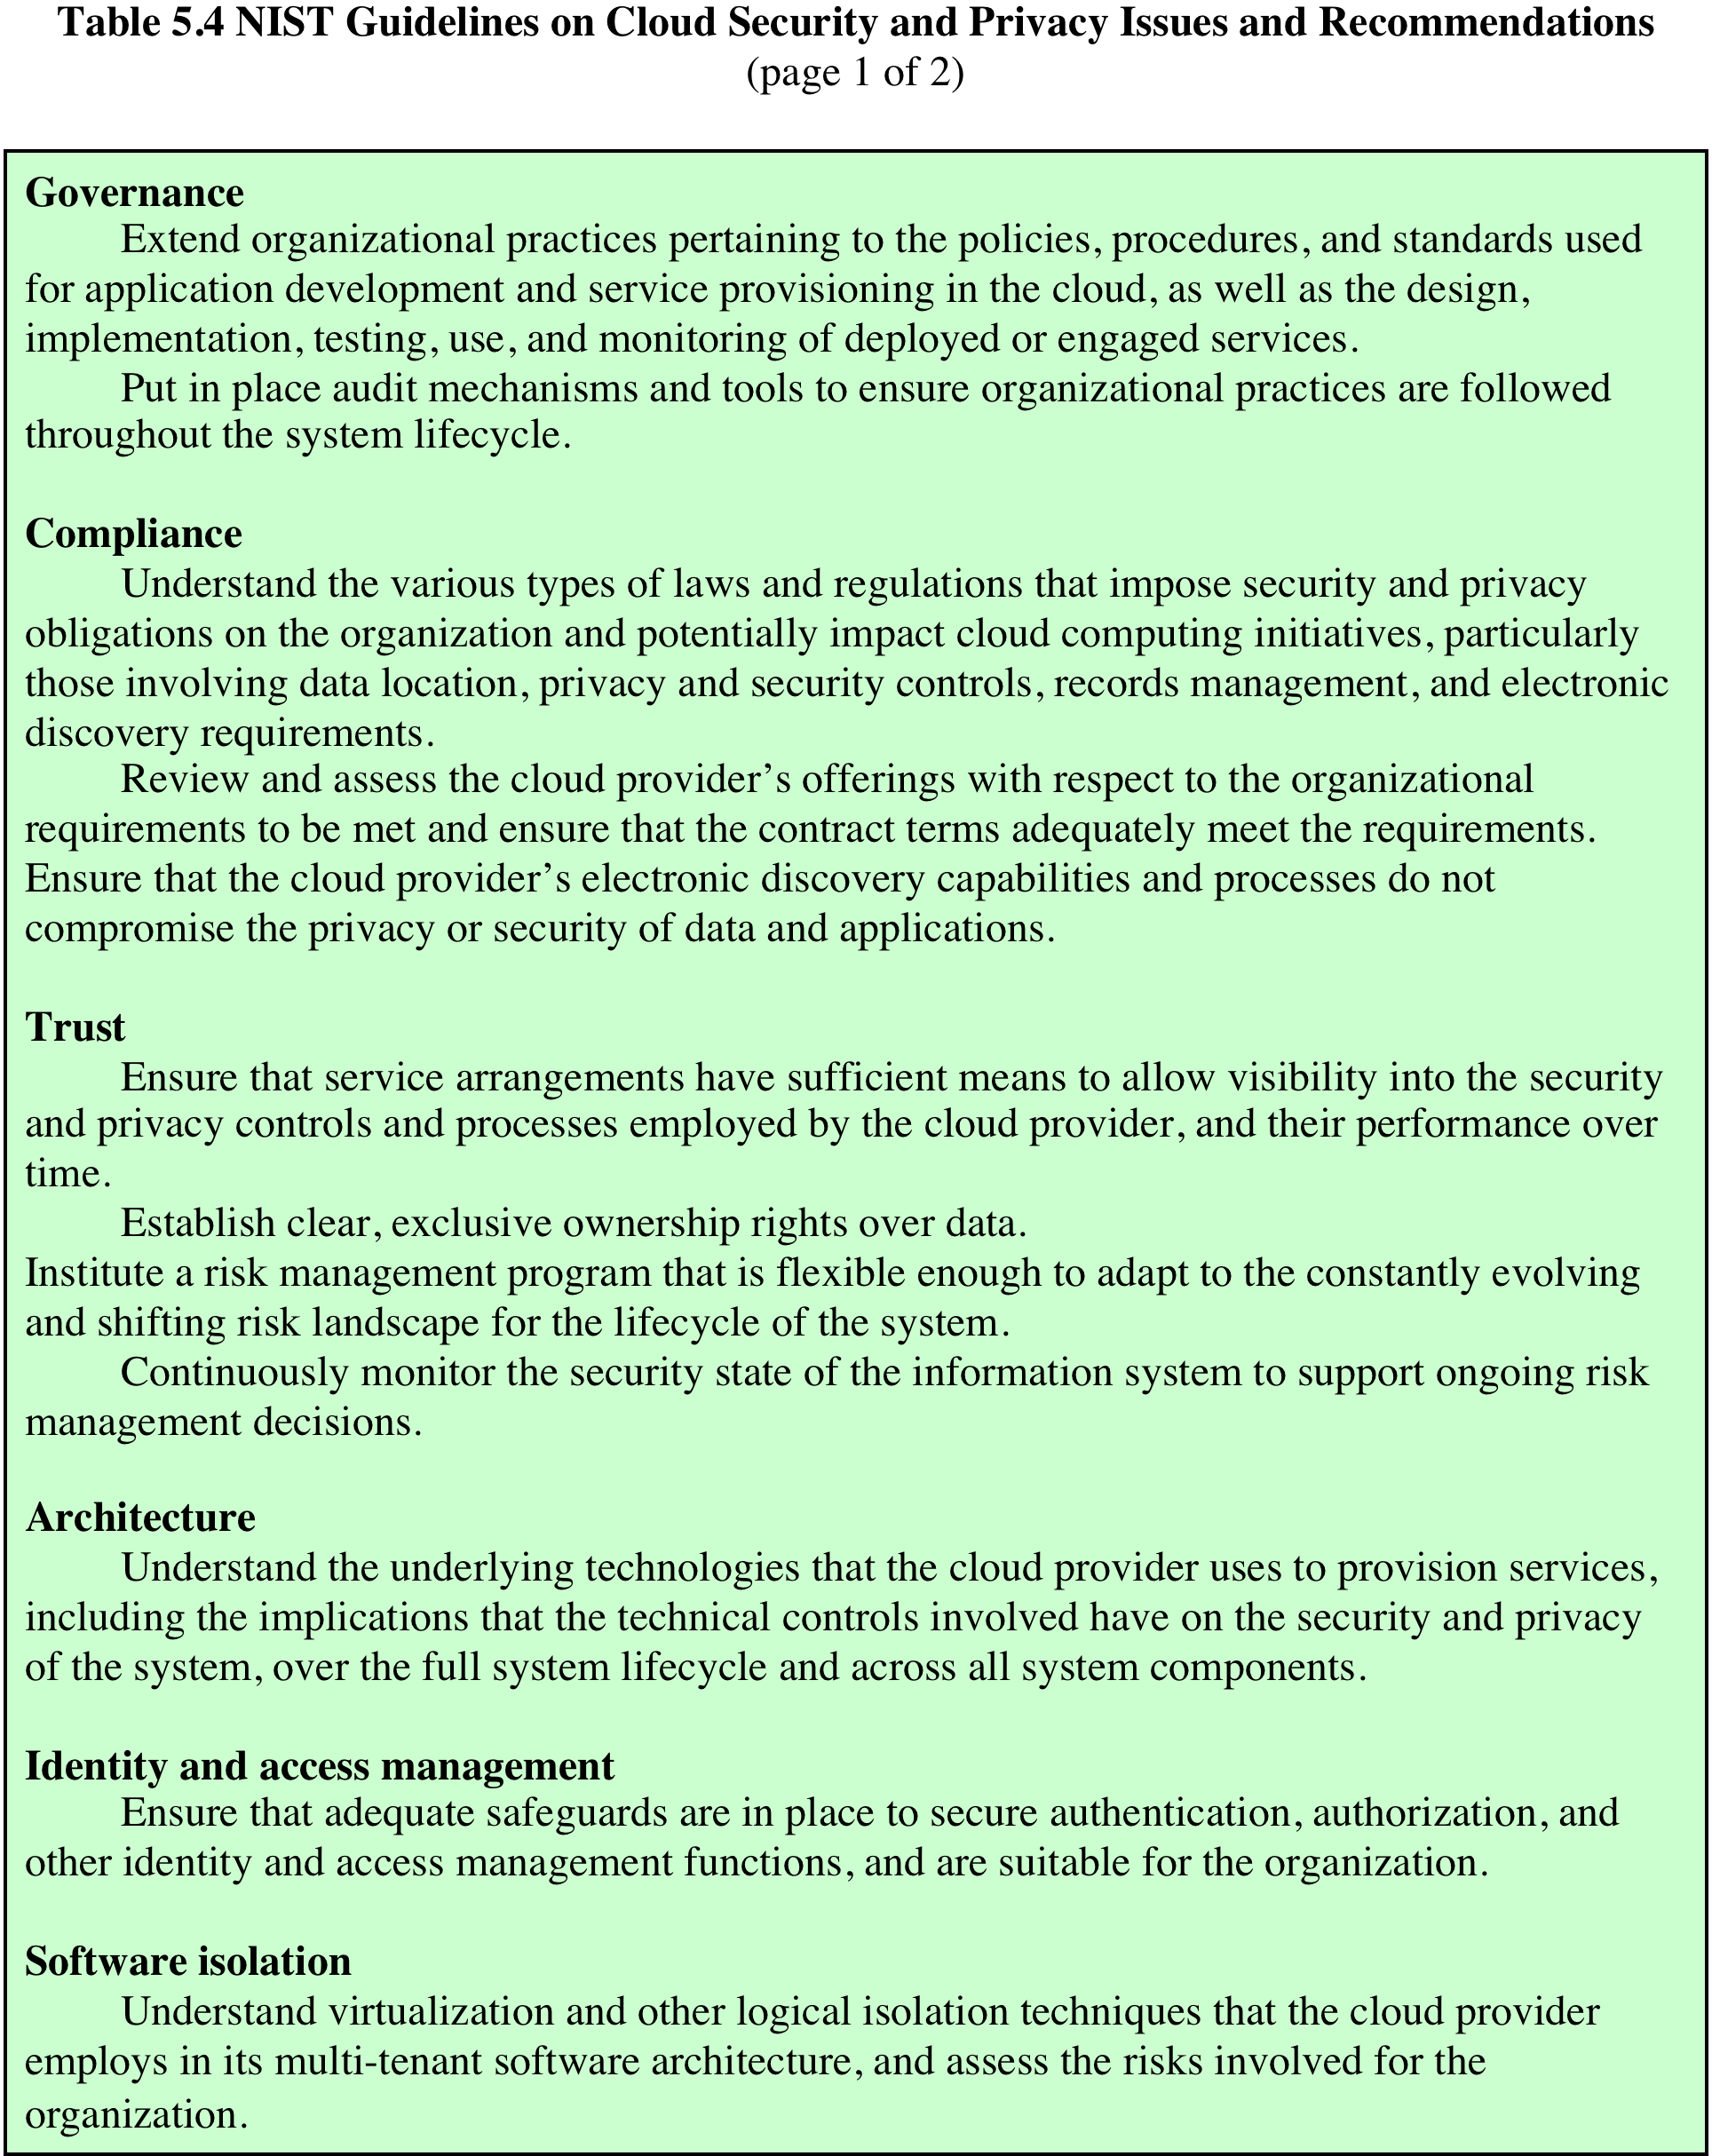 Table 5.4 NIST Guidelines on Cloud Security and Privacy Issues and Recommendations
(page 1 of 2)
Governance
Extend organizational practices pertaining to the policies, procedures, and standards used
for application development and service provisioning in the cloud, as well as the design,
implementation, testing, use, and monitoring of deployed or engaged services.
Put in place audit mechanisms and tools to ensure organizational practices are followed
throughout the system lifecycle.
Compliance
Understand the various types of laws and regulations that impose security and privacy
obligations on the organization and potentially impact cloud computing initiatives, particularly
those involving data location, privacy and security controls, records management, and electronic
discovery requirements.
Review and assess the cloud provider’s offerings with respect to the organizational
requirements to be met and ensure that the contract terms adequately meet the requirements.
Ensure that the cloud provider’s electronic discovery capabilities and processes do not
compromise the privacy or security of data and applications.
Trust
Ensure that service arrangements have sufficient means to allow visibility into the security
and privacy controls and processes employed by the cloud provider, and their performance over
time.
Establish clear, exclusive ownership rights over data.
Institute a risk management program that is flexible enough to adapt to the constantly evolving
and shifting risk landscape for the lifecycle of the system.
Continuously monitor the security state of the information system to support ongoing risk
management decisions.
Architecture
Understand the underlying technologies that the cloud provider uses to provision services,
including the implications that the technical controls involved have on the security and privacy
of the system, over the full system lifecycle and across all system components.
Identity and access management
Ensure that adequate safeguards are in place to secure authentication, authorization, and
other identity and access management functions, and are suitable for the organization.
Software isolation
Understand virtualization and other logical isolation techniques that the cloud provider
employs in its multi-tenant software architecture, and assess the risks involved for the
organization.